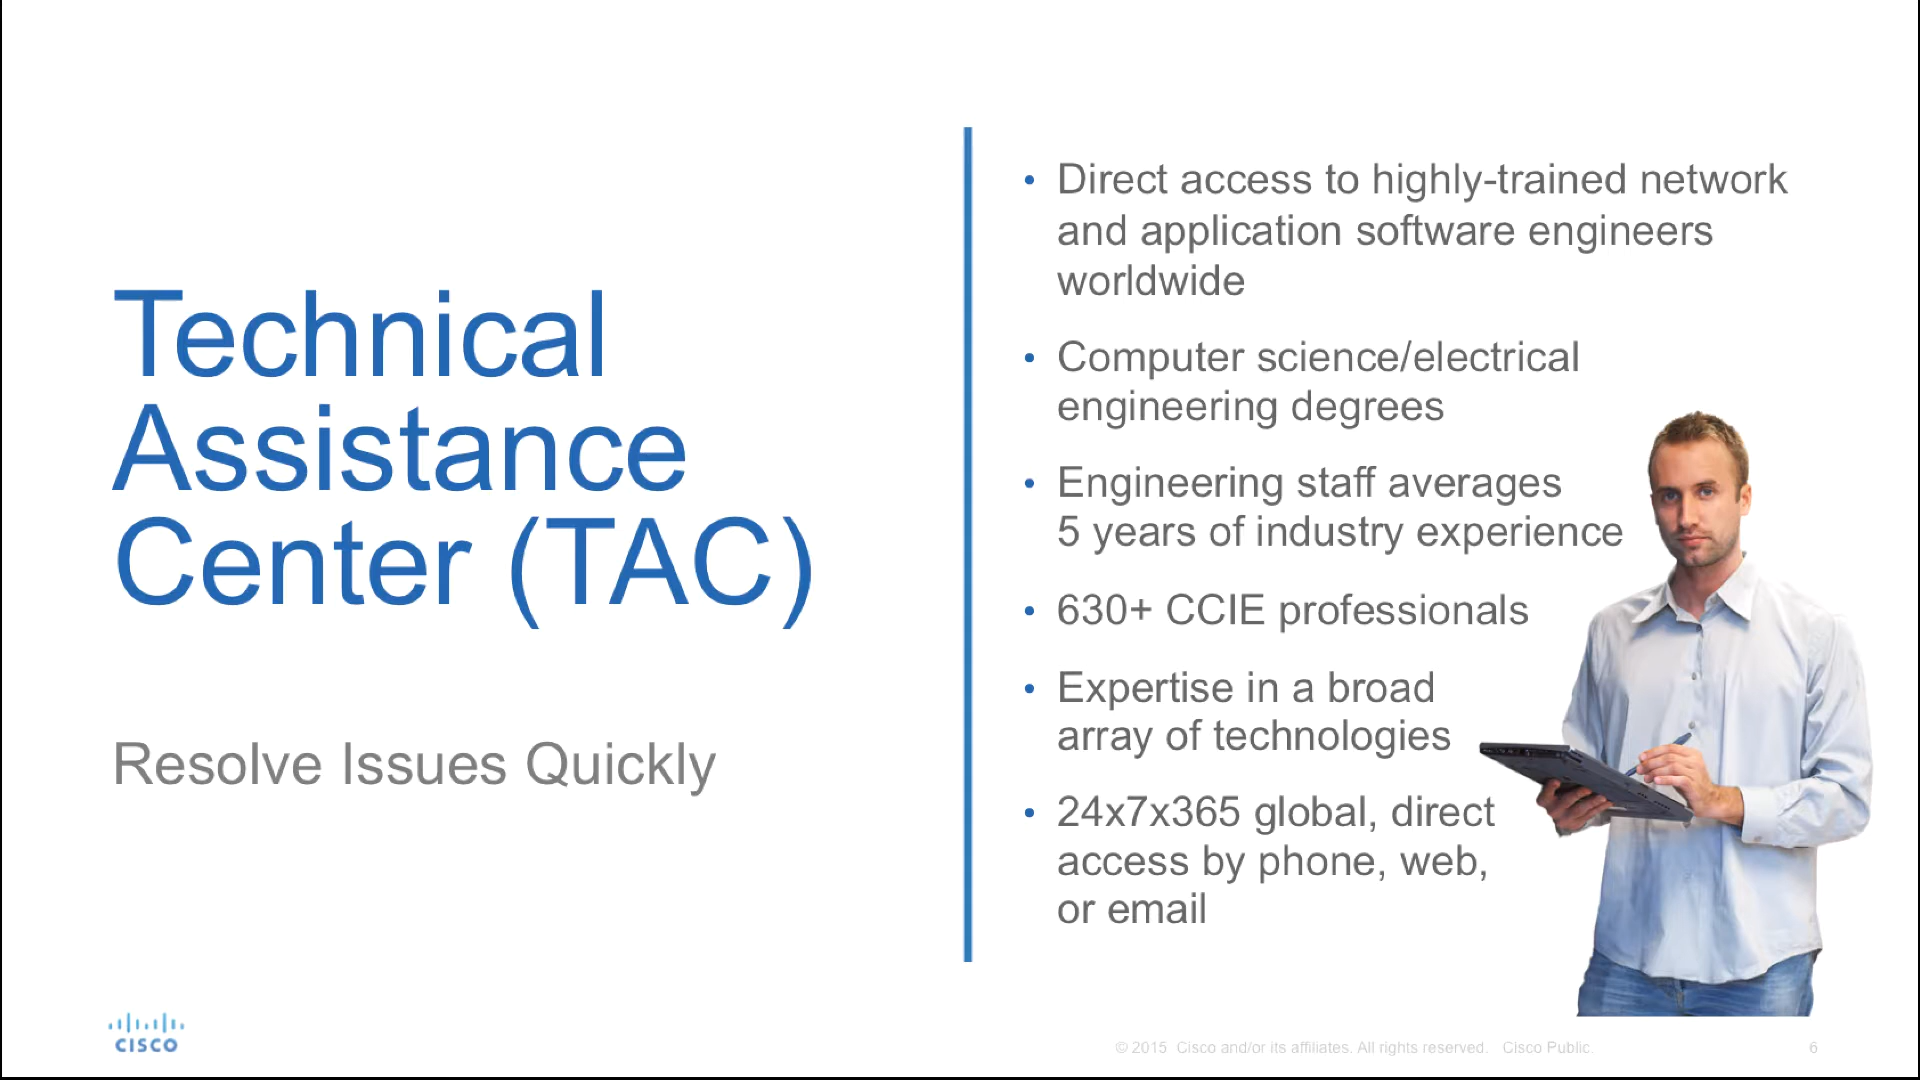 Technical
Assistance
Center (TAC)
Resolve Issues Quickly
• Direct access to highly-trained network
and application software engineers
worldwide
• Computer science/electrical
engineering degrees
• Engineering staff averages
5 years of industry experience
• 630+ CCIE professionals
• Expertise in a broad
array of technologies
• 24x7x365 global, direct
access by phone, web,
or email
CISCO
© 2015 Cisco and/or its affiliates. All rights reserved. Cisco Public. 6